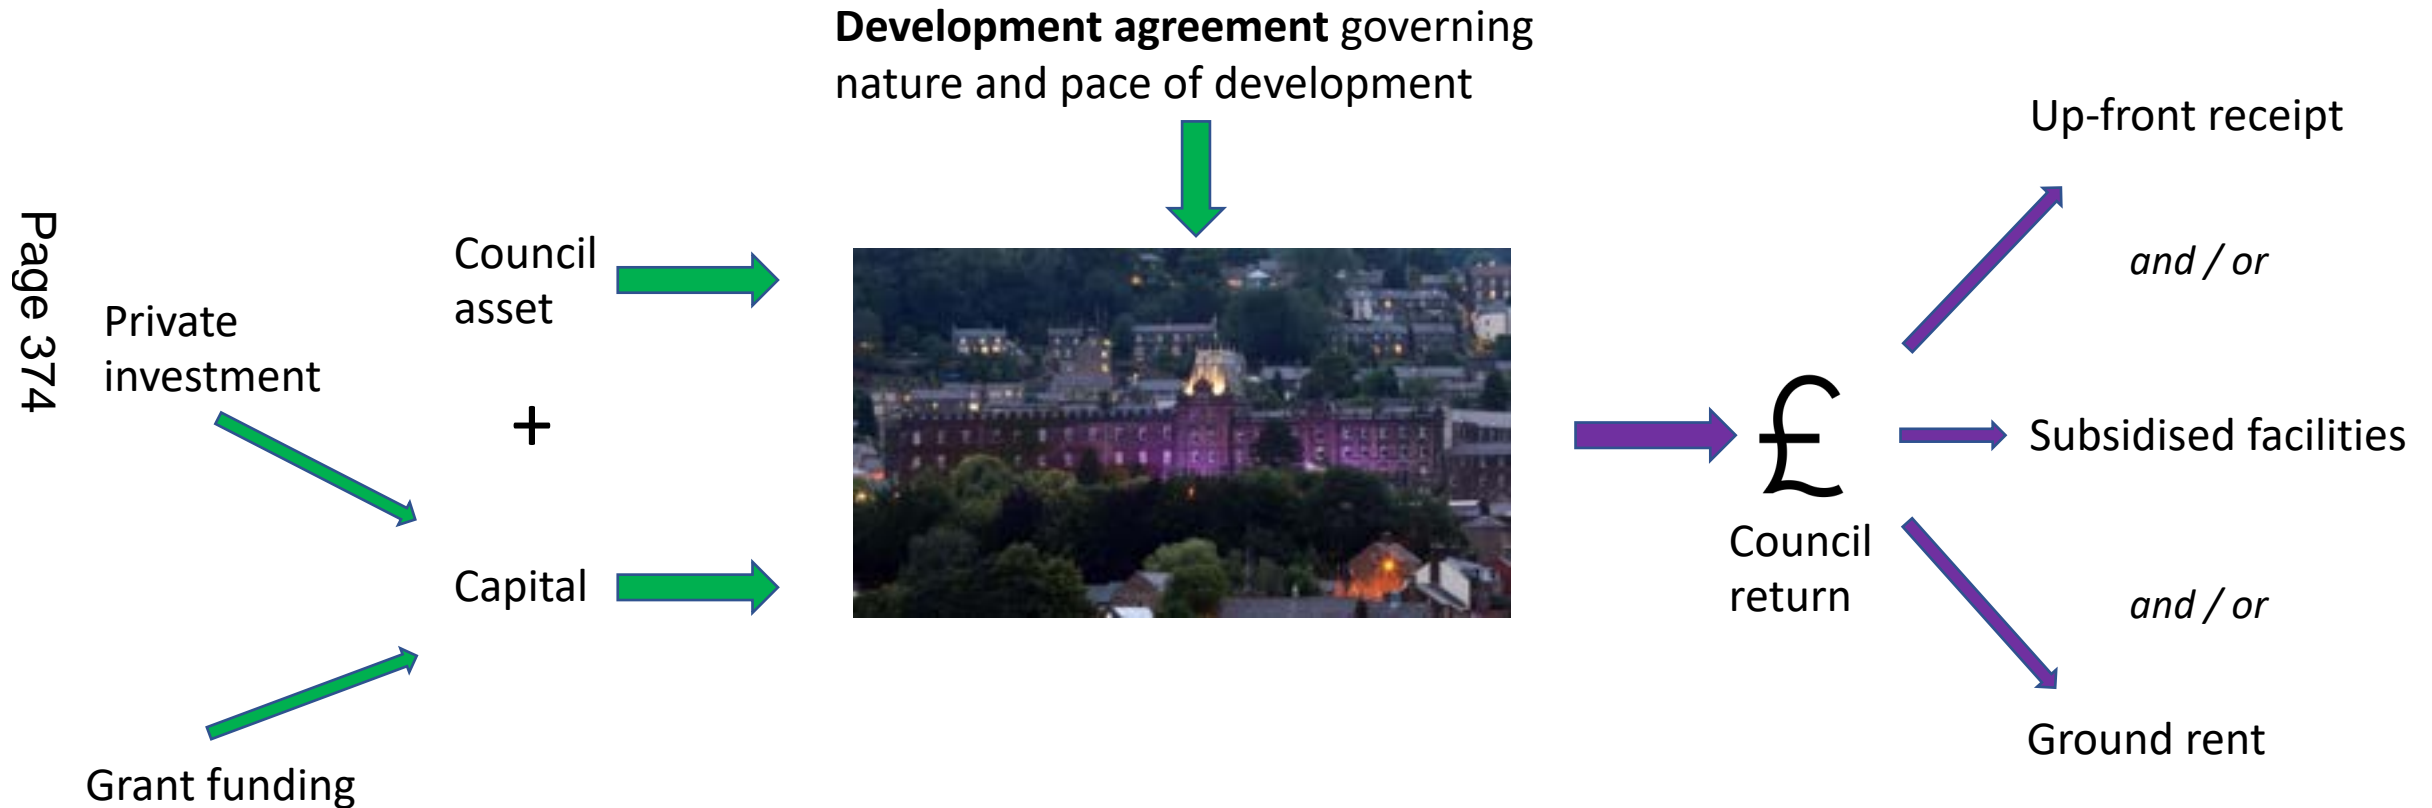 Development agreement governing
nature and pace of development
Up-front receipt
and / or
Page 374
Council
asset
Private
investment
+
£
Subsidised facilities
Council
return
Capital
and / or
Ground rent
Grant funding